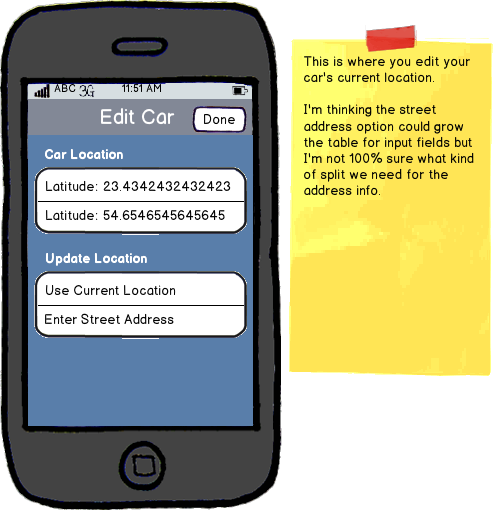 ABC 3G 11:51 AM
Edit Car
Done
Car Location
Latitude: 23.4342432432423
Latitude: 54.6546545645645
Update Location
Use Current Location
Enter Street Address
This is where you edit your
car's current location.
I'm thinking the street
address option could grow
the table for input fields but
I'm not 100% sure what kind
of split we need for the
address info.